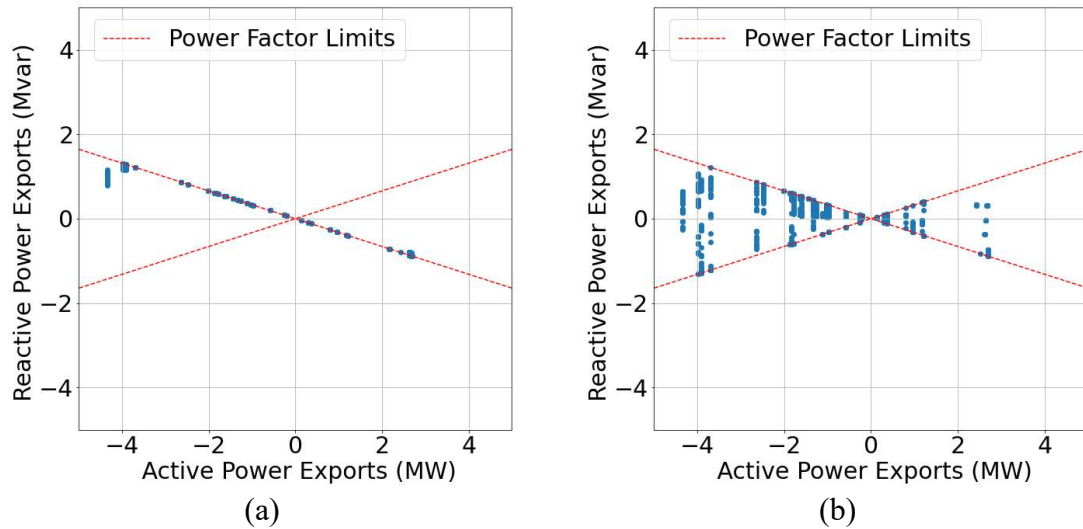 Power Factor Limits
Reactive Power Exports (Mvar)
4
2
0
−2
−4
−4 −2 0 2 4
Active Power Exports (MW)
(a)
Power Factor Limits
Reactive Power Exports (Mvar)
4
2
0
−2
−4
−4 −2 0 2 4
Active Power Exports (MW)
(b)